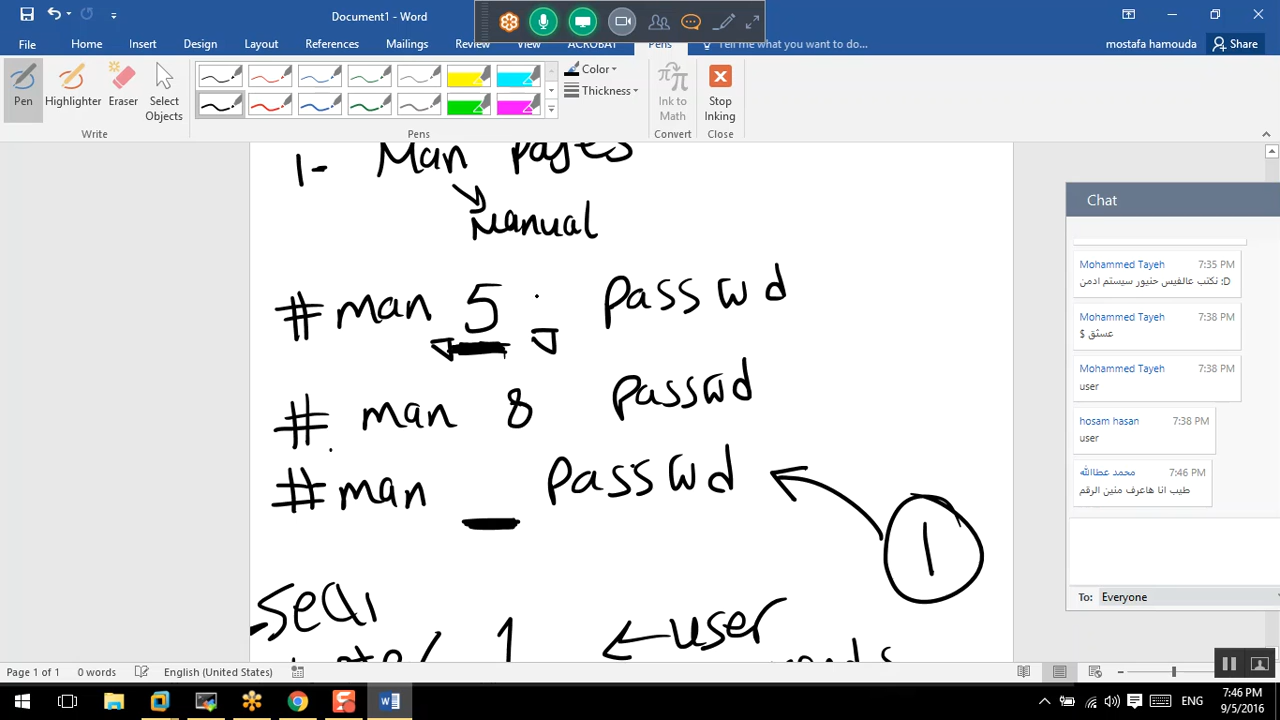 Document1 - Word
File Home Insert Design Layout References Mailings Review View ACROBAT Pens Tell me what you want to do... mostafa hamouda Share
Pen Highlighter Eraser Select Objects Color Thickness Ink to Math Stop Inking
Write Pens Convert Close
1- Man pages
Manual
#man 5 passwd
# man 8 passwd
#man _ passwd
1
1 ← user
Chat
Mohammed Tayeh 7:35 PM
نكتب عالفيس جنيور سيستم ادمن :D
Mohammed Tayeh 7:38 PM
عسثق $
Mohammed Tayeh 7:38 PM
user
hosam hasan 7:38 PM
user
محمد عطاالله 7:46 PM
طيب انا هاعرف منين الرقم
To: Everyone
Page 1 of 1 0 words English (United States)
ENG 7:46 PM
9/5/2016